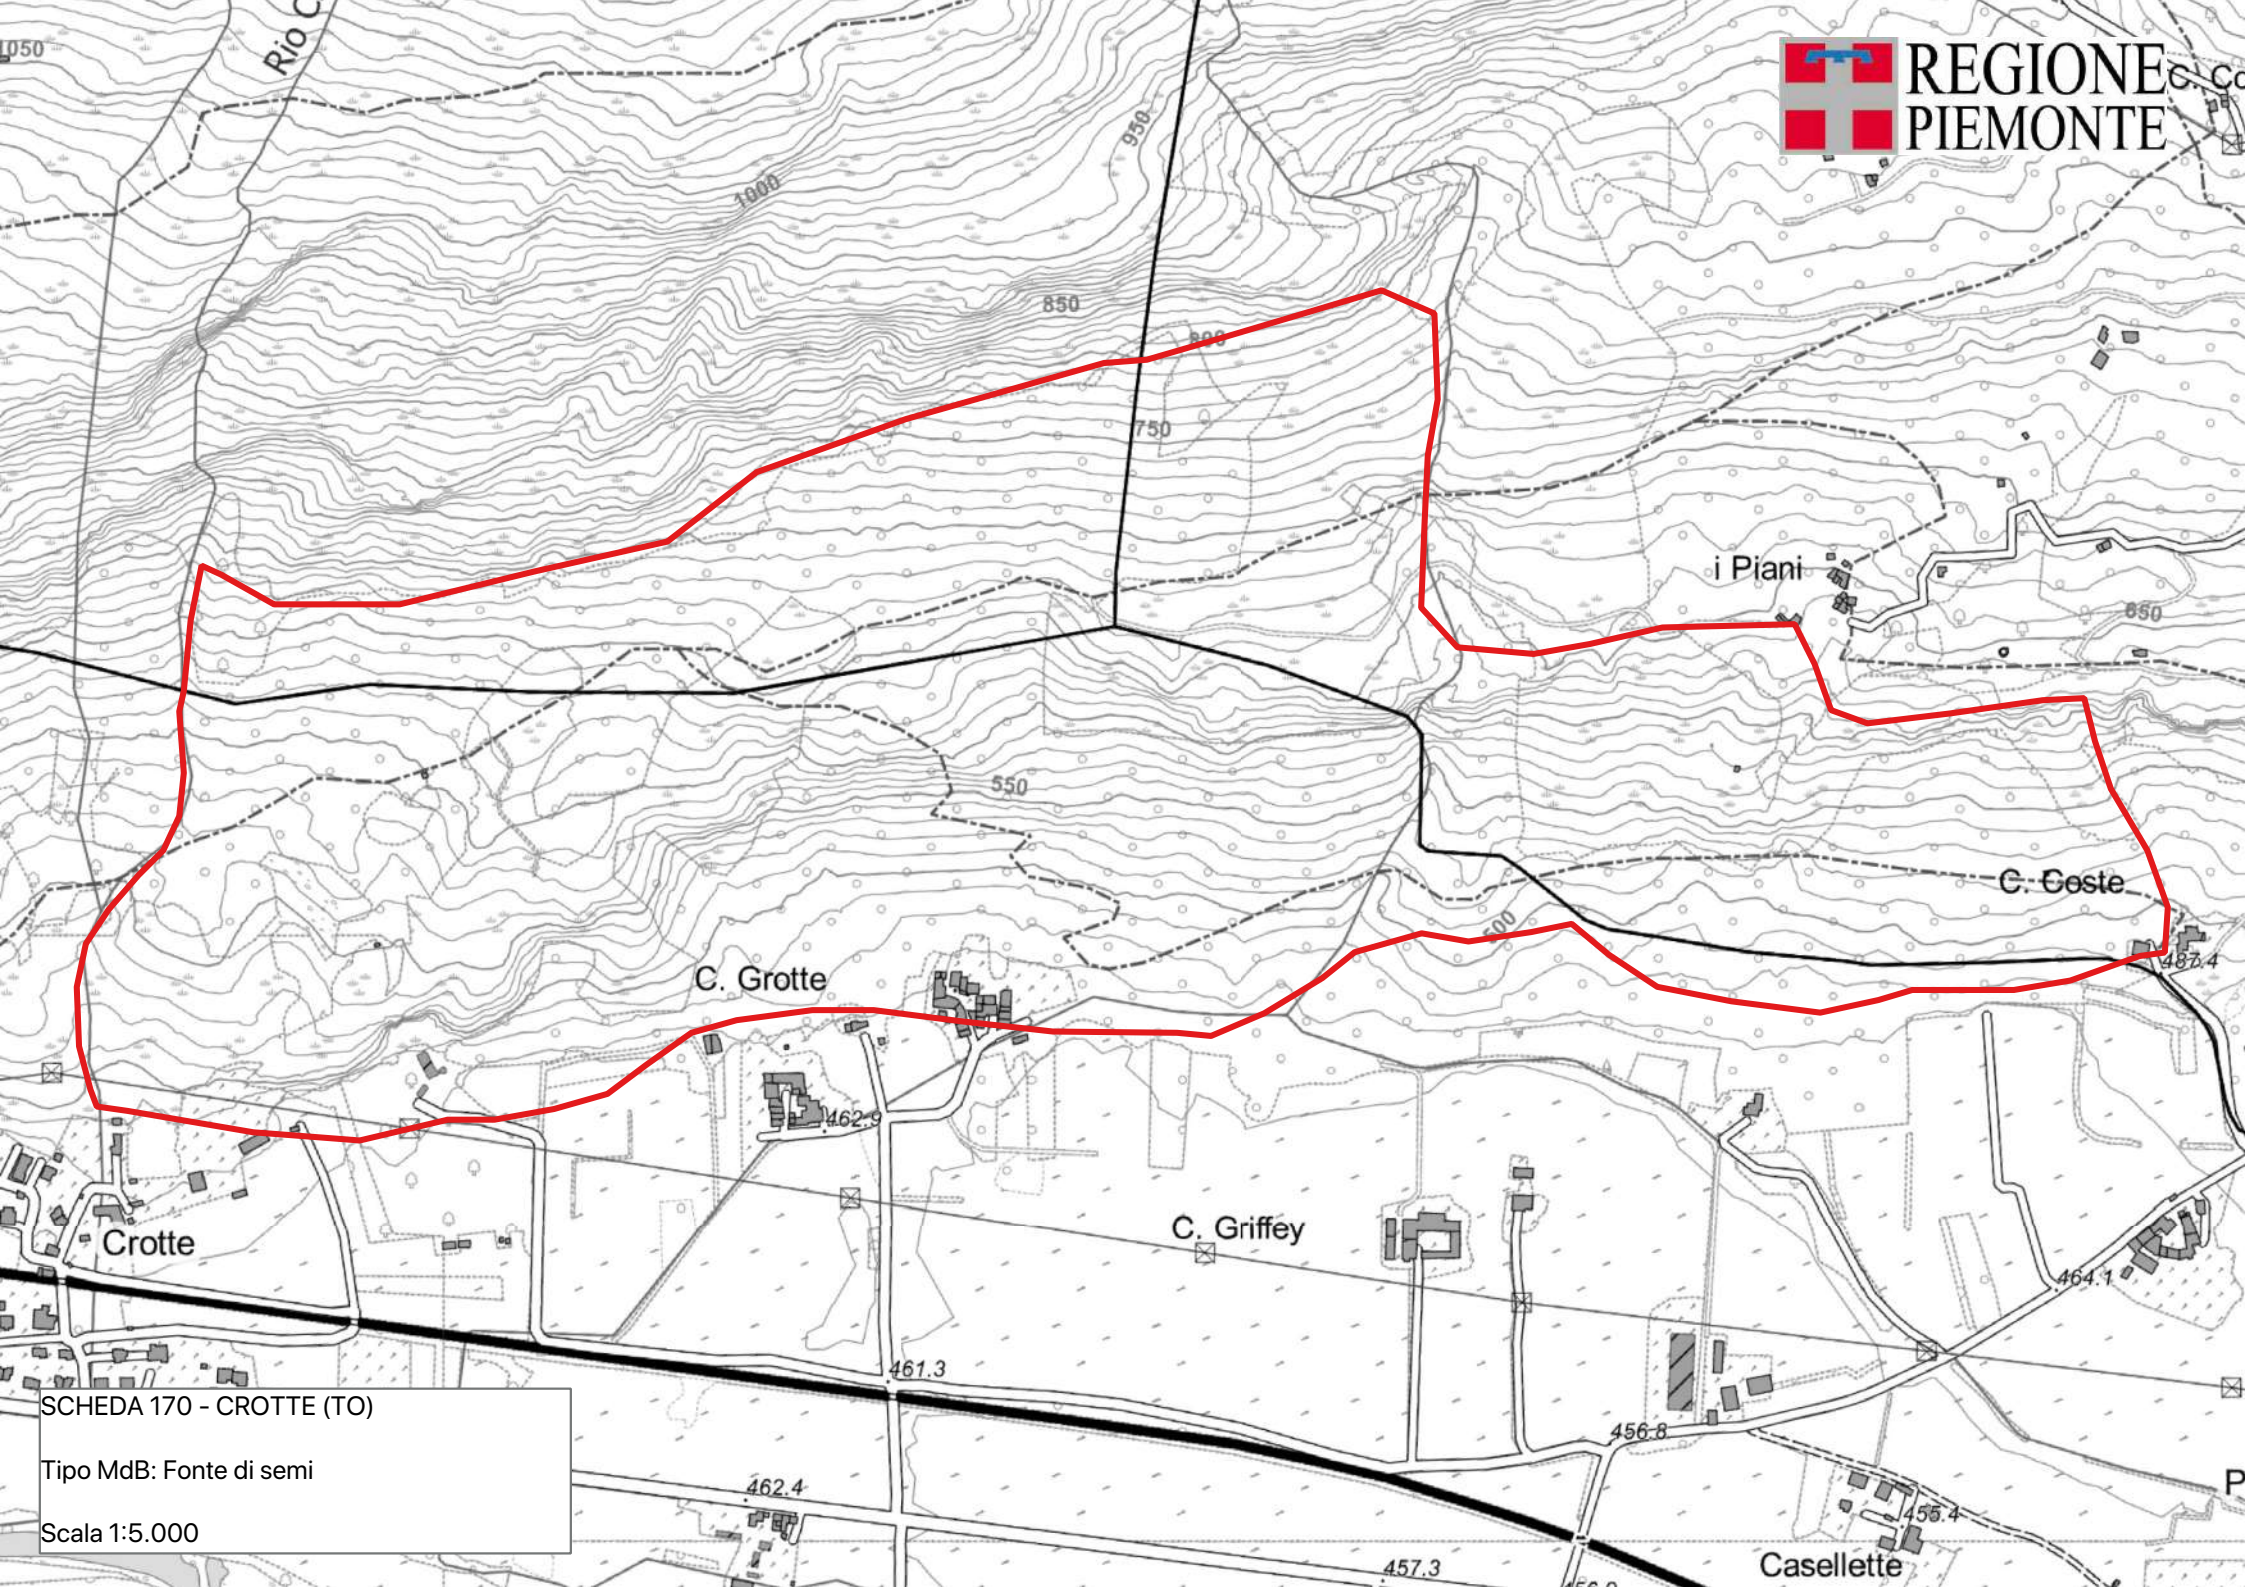 1050
Rio C
REGIONE
PIEMONTE
C. Co
950
1000
850
800
750
i Piani
650
550
C. Coste
500
487.4
C. Grotte
462.9
C. Griffey
Crotte
464.1
461.3
SCHEDA 170 - CROTTE (TO)
Tipo MdB: Fonte di semi
Scala 1:5.000
456.8
462.4
P
455.4
Casellette
457.3